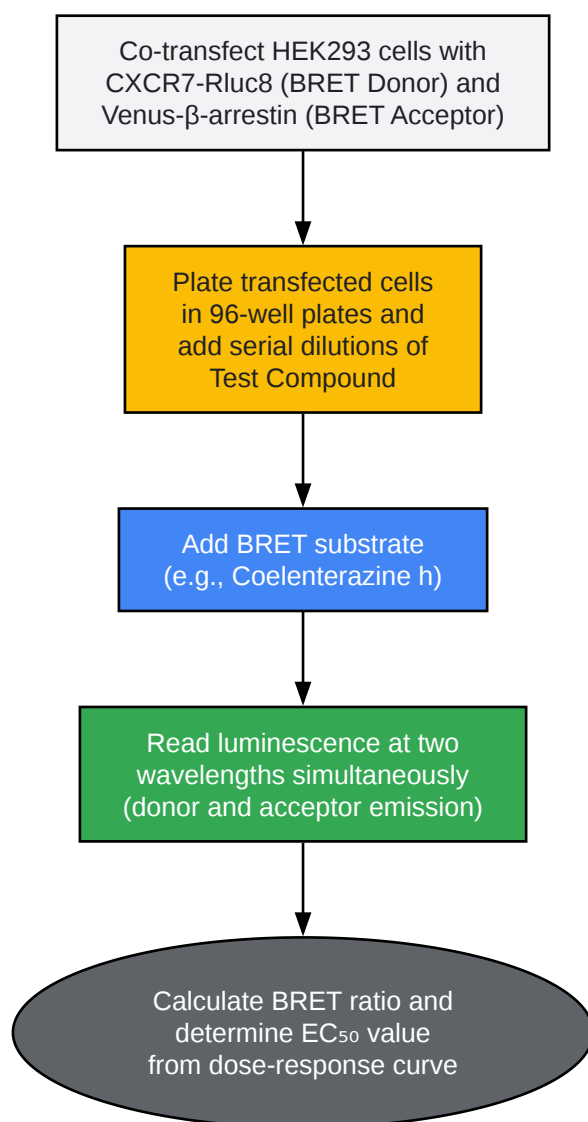 Co-transfect HEK293 cells with
CXCR7-Rluc8 (BRET Donor) and
Venus-β-arrestin (BRET Acceptor)
Plate transfected cells
in 96-well plates and
add serial dilutions of
Test Compound
Add BRET substrate
(e.g., Coelenterazine h)
Read luminescence at two
wavelengths simultaneously
(donor and acceptor emission)
Calculate BRET ratio and
determine EC₅₀ value
from dose-response curve